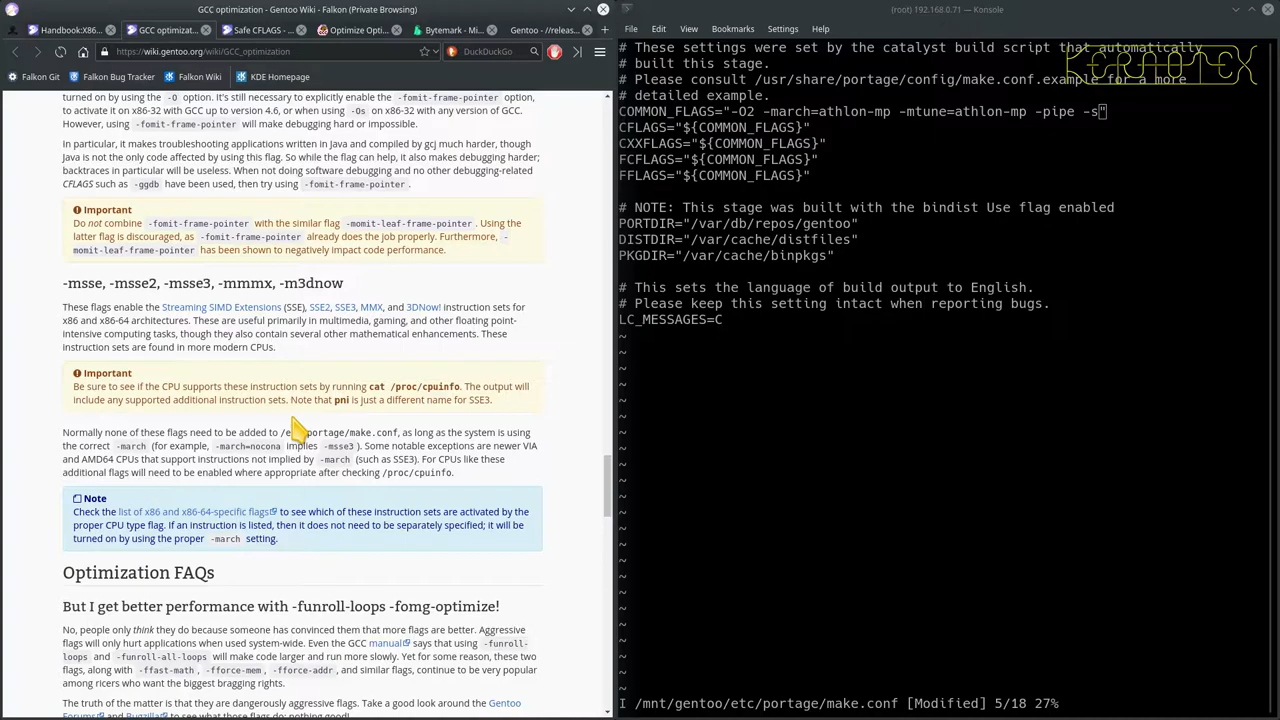 GCC optimization - Gentoo Wiki - Falkon (Private Browsing)
Handbook:X86...
GCC optimizat...
Safe CFLAGS - ...
Optimize Opti...
Bytemark - Mi...
Gentoo - //relea...
https://wiki.gentoo.org/wiki/GCC_optimization
DuckDuckGo
Falkon Git
Falkon Bug Tracker
Falkon Wiki
KDE Homepage
turned on by using the -O option. It's still necessary to explicitly enable the -fomit-frame-pointer option,
to activate it on x86-32 with GCC up to version 4.6, or when using -Os on x86-32 with any version of GCC.
However, using -fomit-frame-pointer will make debugging hard or impossible.
In particular, it makes troubleshooting applications written in Java and compiled by gcj much harder, though
Java is not the only code affected by using this flag. So while the flag can help, it also makes debugging harder;
backtraces in particular will be useless. When not doing software debugging and no other debugging-related
CFLAGS such as -ggdb have been used, then try using -fomit-frame-pointer.
Important
Do not combine -fomit-frame-pointer with the similar flag -momit-leaf-frame-pointer. Using the
latter flag is discouraged, as -fomit-frame-pointer already does the job properly. Furthermore, -
momit-leaf-frame-pointer has been shown to negatively impact code performance.
-msse, -msse2, -msse3, -mmmx, -m3dnow
These flags enable the Streaming SIMD Extensions (SSE), SSE2, SSE3, MMX, and 3DNow! instruction sets for
x86 and x86-64 architectures. These are useful primarily in multimedia, gaming, and other floating point-
intensive computing tasks, though they also contain several other mathematical enhancements. These
instruction sets are found in more modern CPUs.
Important
Be sure to see if the CPU supports these instruction sets by running cat /proc/cpuinfo. The output will
include any supported additional instruction sets. Note that pni is just a different name for SSE3.
Normally none of these flags need to be added to /e portage/make.conf, as long as the system is using
the correct -march (for example, -march=nocona implies -msse3). Some notable exceptions are newer VIA
and AMD64 CPUs that support instructions not implied by -march (such as SSE3). For CPUs like these
additional flags will need to be enabled where appropriate after checking /proc/cpuinfo.
Note
Check the list of x86 and x86-64-specific flags to see which of these instruction sets are activated by the
proper CPU type flag. If an instruction is listed, then it does not need to be separately specified; it will be
turned on by using the proper -march setting.
Optimization FAQs
But I get better performance with -funroll-loops -fomg-optimize!
No, people only think they do because someone has convinced them that more flags are better. Aggressive
flags will only hurt applications when used system-wide. Even the GCC manual says that using -funroll-
loops and -funroll-all-loops will make code larger and run more slowly. Yet for some reason, these two
flags, along with -ffast-math, -fforce-mem, -fforce-addr, and similar flags, continue to be very popular
among ricers who want the biggest bragging rights.
The truth of the matter is that they are dangerously aggressive flags. Take a good look around the Gentoo
Forums and Bugzilla to see what those flags do: nothing good!
(root) 192.168.0.71 — Konsole
File Edit View Bookmarks Settings Help
# These settings were set by the catalyst build script that automatically
# built this stage.
# Please consult /usr/share/portage/config/make.conf.example for a more
# detailed example.
COMMON_FLAGS="-O2 -march=athlon-mp -mtune=athlon-mp -pipe -s"
CFLAGS="${COMMON_FLAGS}"
CXXFLAGS="${COMMON_FLAGS}"
FCFLAGS="${COMMON_FLAGS}"
FFLAGS="${COMMON_FLAGS}"
# NOTE: This stage was built with the bindist Use flag enabled
PORTDIR="/var/db/repos/gentoo"
DISTDIR="/var/cache/distfiles"
PKGDIR="/var/cache/binpkgs"
# This sets the language of build output to English.
# Please keep this setting intact when reporting bugs.
LC_MESSAGES=C
I /mnt/gentoo/etc/portage/make.conf [Modified] 5/18 27%